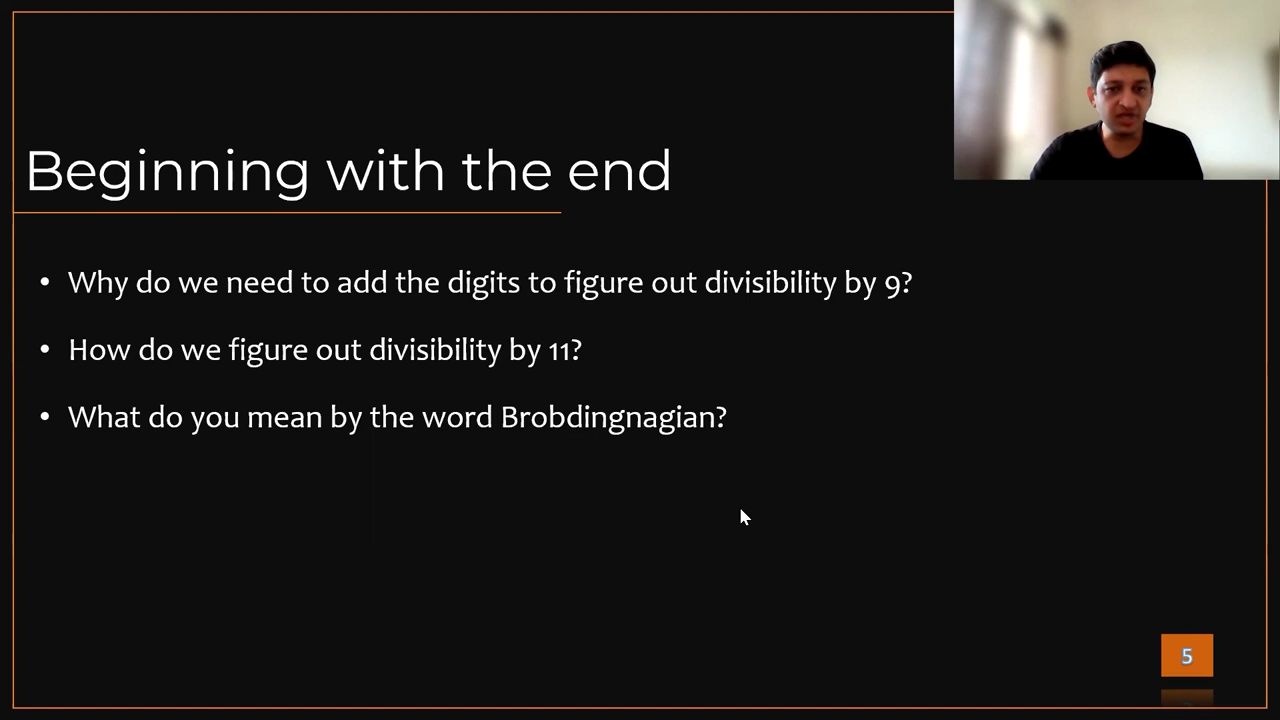 Beginning with the end
• Why do we need to add the digits to figure out divisibility by 9?
• How do we figure out divisibility by 11?
• What do you mean by the word Brobdingnagian?
5